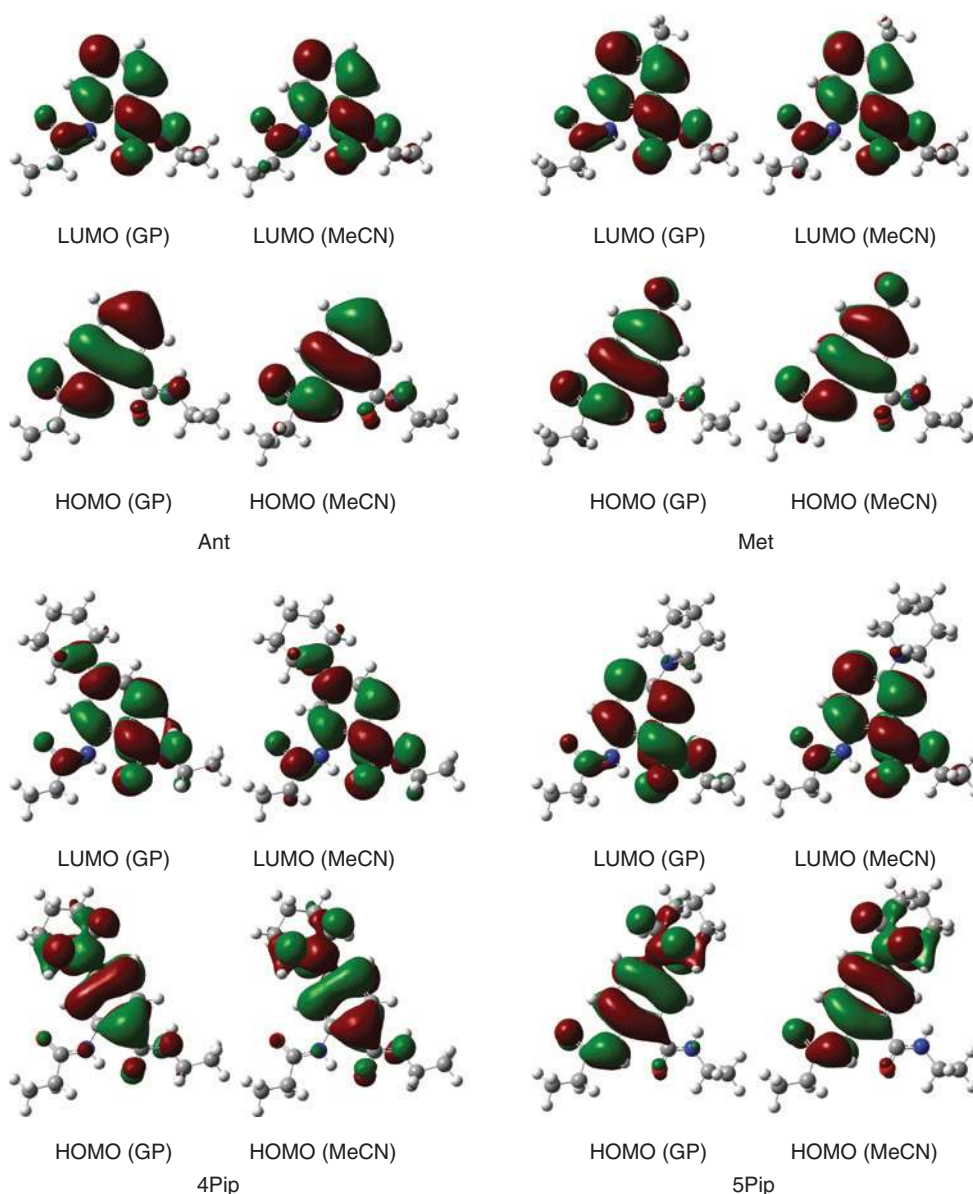 LUMO (GP) LUMO (MeCN) LUMO (GP) LUMO (MeCN)
HOMO (GP) HOMO (MeCN) HOMO (GP) HOMO (MeCN)
Ant Met
LUMO (GP) LUMO (MeCN) LUMO (GP) LUMO (MeCN)
HOMO (GP) HOMO (MeCN) HOMO (GP) HOMO (MeCN)
4Pip 5Pip